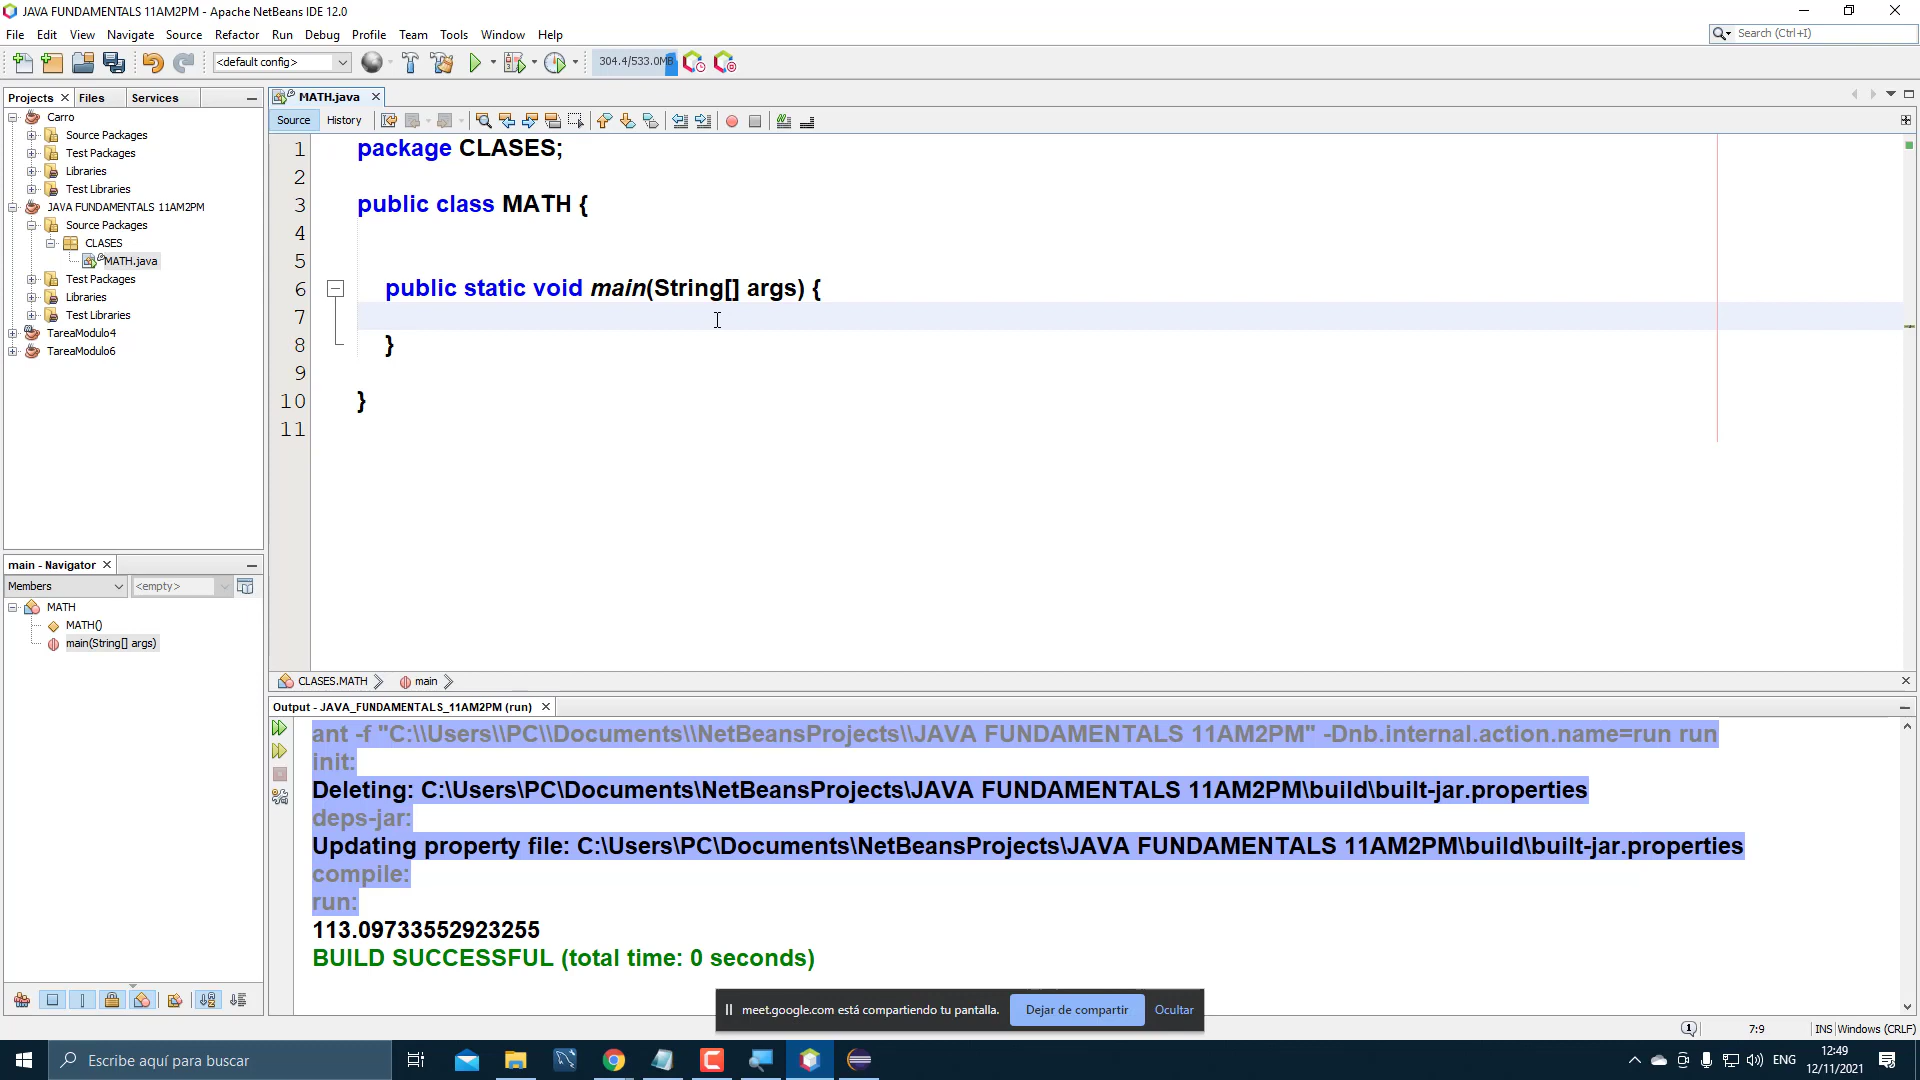 JAVA FUNDAMENTALS 11AM2PM - Apache NetBeans IDE 12.0
File Edit View Navigate Source Refactor Run Debug Profile Team Tools Window Help
Search (Ctrl+I)
<default config>
304.4/533.0MB
Projects Files Services
Carro
Source Packages
Test Packages
Libraries
Test Libraries
JAVA FUNDAMENTALS 11AM2PM
Source Packages
CLASES
MATH.java
Test Packages
Libraries
Test Libraries
TareaModulo4
TareaModulo6
MATH.java
Source History
1 package CLASES;
2
3 public class MATH {
4
5
6 public static void main(String[] args) {
7
8 }
9
10 }
11
CLASES.MATH main
main - Navigator
Members <empty>
MATH
MATH()
main(String[] args)
Output - JAVA_FUNDAMENTALS_11AM2PM (run)
ant -f "C:\\Users\\PC\\Documents\\NetBeansProjects\\JAVA FUNDAMENTALS 11AM2PM" -Dnb.internal.action.name=run run
init:
Deleting: C:\Users\PC\Documents\NetBeansProjects\JAVA FUNDAMENTALS 11AM2PM\build\built-jar.properties
deps-jar:
Updating property file: C:\Users\PC\Documents\NetBeansProjects\JAVA FUNDAMENTALS 11AM2PM\build\built-jar.properties
compile:
run:
113.09733552923255
BUILD SUCCESSFUL (total time: 0 seconds)
meet.google.com está compartiendo tu pantalla. Dejar de compartir Ocultar
1 7:9 INS Windows (CRLF)
Escribe aquí para buscar
ENG
12:49
12/11/2021